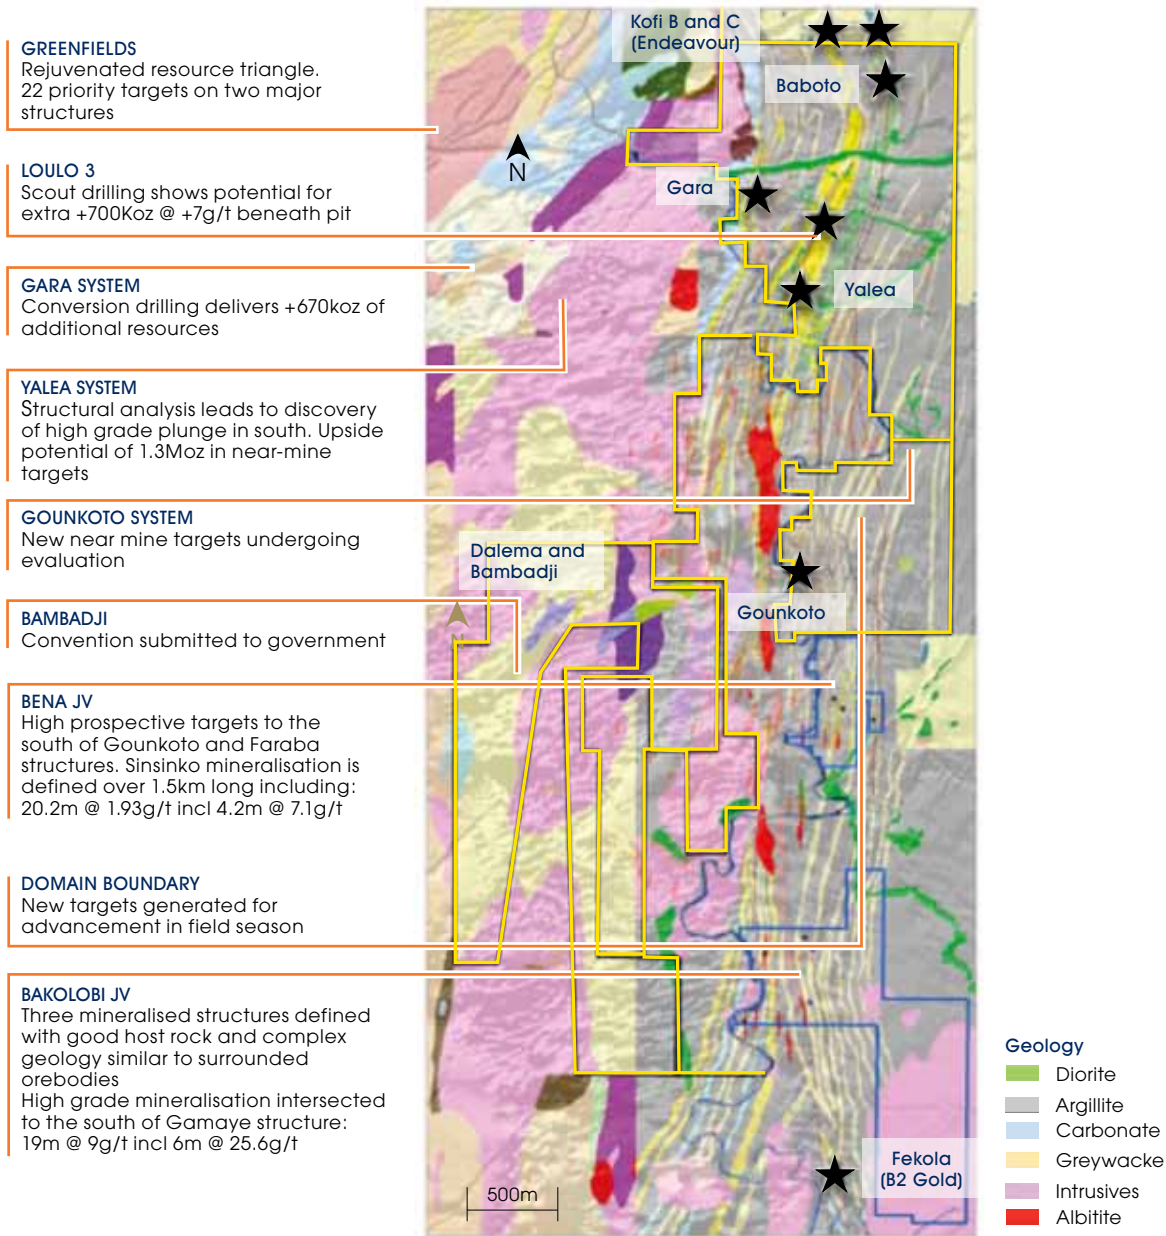 GREENFIELDS
Rejuvenated resource triangle.
22 priority targets on two major
structures
LOULO 3
Scout drilling shows potential for
extra +700Koz @ +7g/t beneath pit
GARA SYSTEM
Conversion drilling delivers +670koz of
additional resources
YALEA SYSTEM
Structural analysis leads to discovery
of high grade plunge in south. Upside
potential of 1.3Moz in near-mine
targets
GOUNKOTO SYSTEM
New near mine targets undergoing
evaluation
BAMBADJI
Convention submitted to government
BENA JV
High prospective targets to the
south of Gounkoto and Faraba
structures. Sinsinko mineralisation is
defined over 1.5km long including:
20.2m @ 1.93g/t incl 4.2m @ 7.1g/t
DOMAIN BOUNDARY
New targets generated for
advancement in field season
BAKOLOBI JV
Three mineralised structures defined
with good host rock and complex
geology similar to surrounded
orebodies
High grade mineralisation intersected
to the south of Gamaye structure:
19m @ 9g/t incl 6m @ 25.6g/t
Kofi B and C
(Endeavour)
Baboto
N
Gara
Yalea
Dalema and
Bambadji
N
Gounkoto
Fekola
(B2 Gold)
500m
Geology
Diorite
Argillite
Carbonate
Greywacke
Intrusives
Albitite